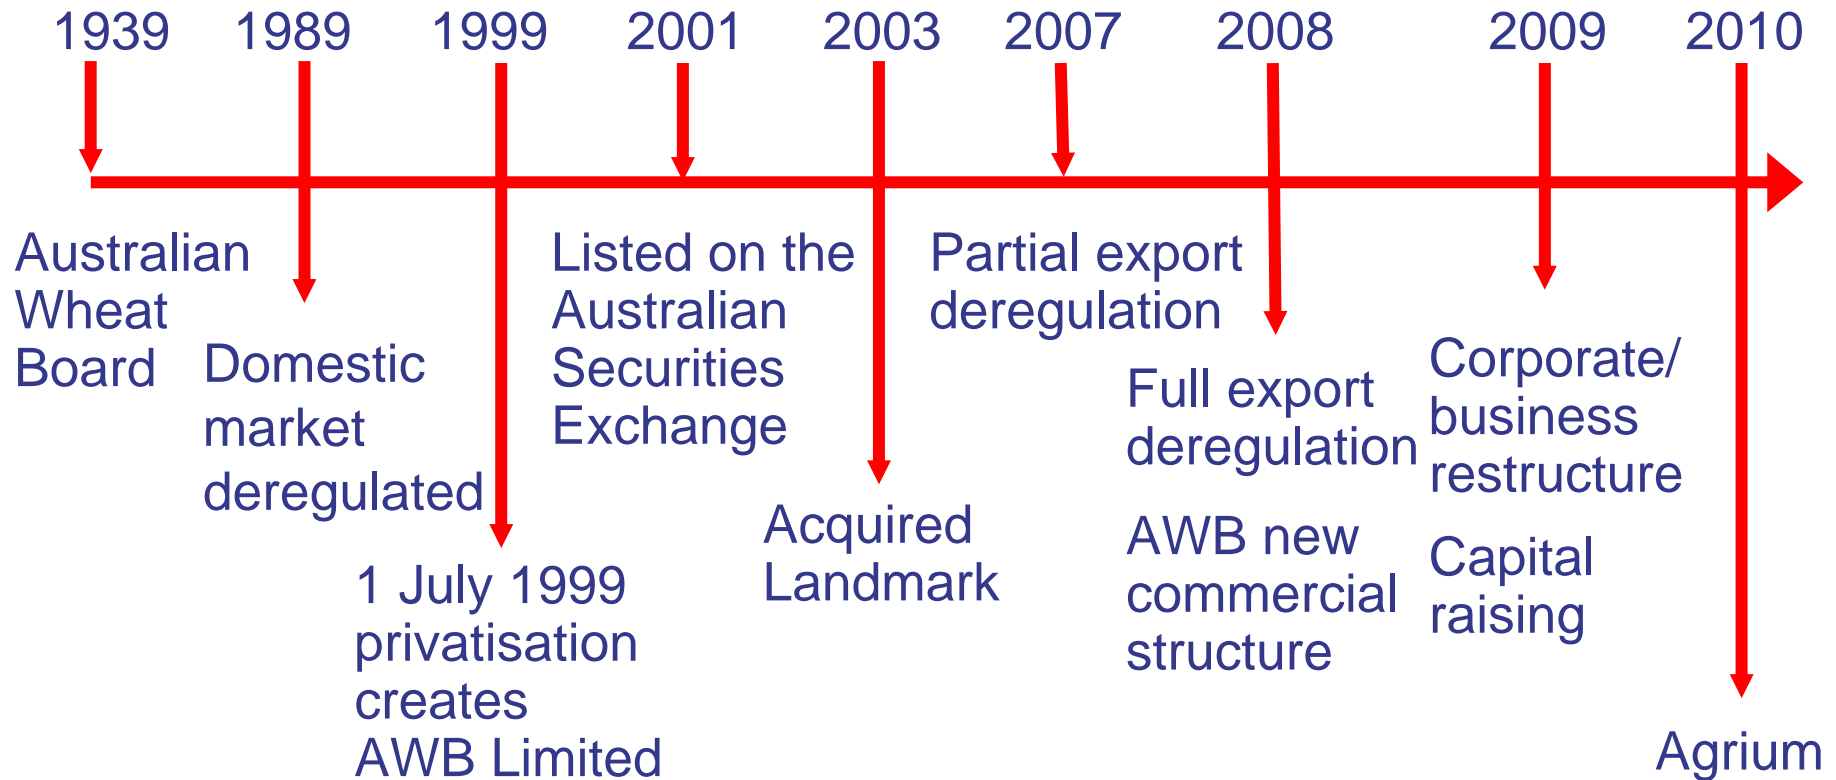 1939 1989 1999 2001 2003 2007 2008 2009 2010
Australian
Wheat
Board
Domestic
market
deregulated
1 July 1999
privatisation
creates
AWB Limited
Listed on the
Australian
Securities
Exchange
Acquired
Landmark
Partial export
deregulation
Full export
deregulation
AWB new
commercial
structure
Corporate/
business
restructure
Capital
raising
Agrium